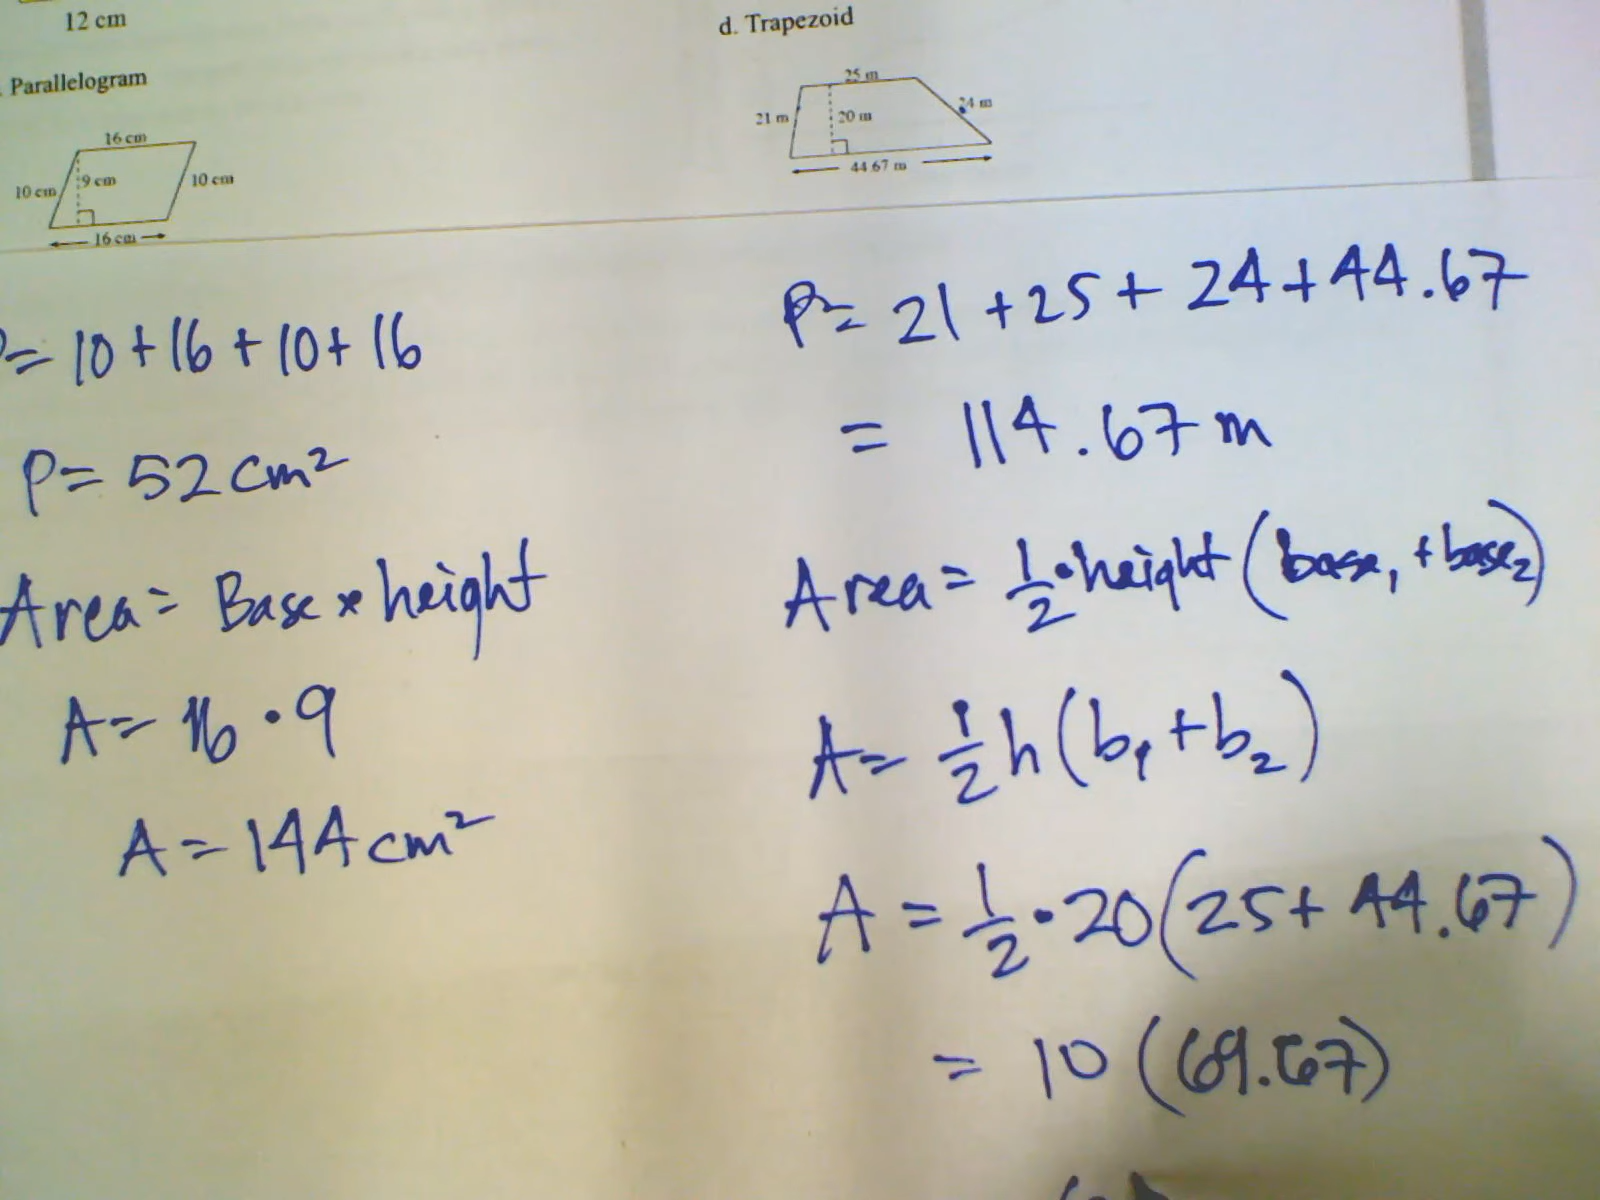 12 cm
Parallelogram
16 cm
10 cm
9 cm
10 cm
16 cm
= 10 + 16 + 10 + 16
P = 52 cm²
Area = Base × height
A = 16 · 9
A = 144 cm²
d. Trapezoid
25 m
21 m
20 m
24 m
44.67 m
P = 21 + 25 + 24 + 44.67
= 114.67 m
Area = 1/2 · height (base₁ + base₂)
A = 1/2 h (b₁ + b₂)
A = 1/2 · 20 (25 + 44.67)
= 10 (69.67)